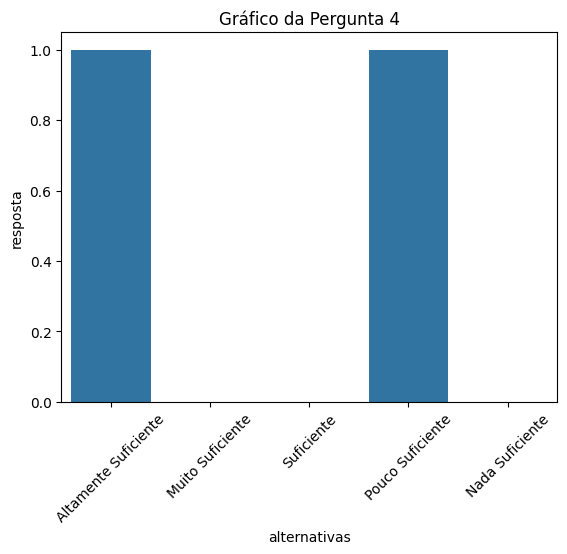 Gráfico da Pergunta 4
1.0
0.8
0.6
0.4
0.2
0.0
resposta
Altamente Suficiente
Muito Suficiente
Suficiente
Pouco Suficiente
Nada Suficiente
alternativas